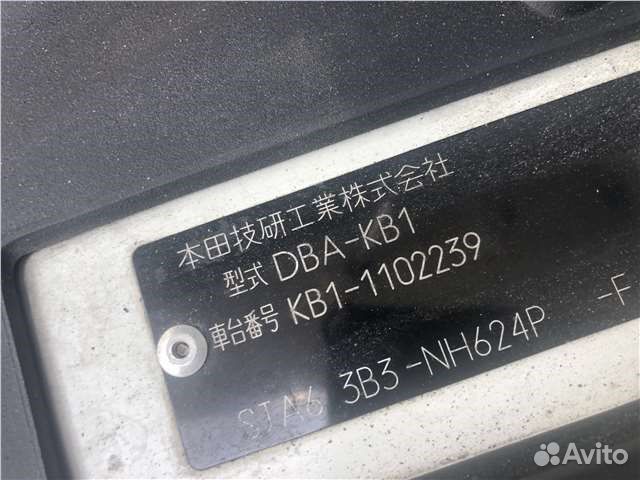 本田技研工業株式会社
型式 DBA-KB1
車台番号 KB1-1102239
SJA6 3B3-NH624P -F
Avito